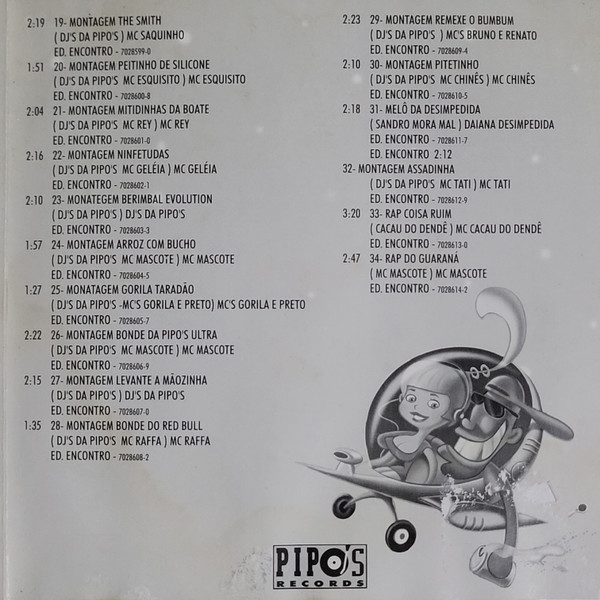 2:19 19- MONTAGEM THE SMITH
( DJ'S DA PIPO'S ) MC SAQUINHO
ED. ENCONTRO - 7028599-0
1:51 20- MONTAGEM PEITINHO DE SILICONE
( DJ'S DA PIPO'S MC ESQUISITO ) MC ESQUISITO
ED. ENCONTRO - 7028600-8
2:04 21- MONTAGEM MITIDINHAS DA BOATE
( DJ'S DA PIPO'S MC REY ) MC REY
ED. ENCONTRO - 7028601-0
2:16 22- MONTAGEM NINFETUDAS
( DJ'S DA PIPO'S MC GELÉIA ) MC GELÉIA
ED. ENCONTRO - 7028602-1
2:10 23- MONATEGEM BERIMBAL EVOLUTION
( DJ'S DA PIPO'S ) DJ'S DA PIPO'S
ED. ENCONTRO - 7028603-3
1:57 24- MONTAGEM ARROZ COM BUCHO
( DJ'S DA PIPO'S MC MASCOTE ) MC MASCOTE
ED. ENCONTRO - 7028604-5
1:27 25- MONATAGEM GORILA TARADÃO
( DJ'S DA PIPO'S -MC'S GORILA E PRETO) MC'S GORILA E PRETO
ED. ENCONTRO - 7028605-7
2:22 26- MONTAGEM BONDE DA PIPO'S ULTRA
( DJ'S DA PIPO'S MC MASCOTE ) MC MASCOTE
ED. ENCONTRO - 7028606-9
2:15 27- MONTAGEM LEVANTE A MÃOZINHA
( DJ'S DA PIPO'S ) DJ'S DA PIPO'S
ED. ENCONTRO - 7028607-0
1:35 28- MONTAGEM BONDE DO RED BULL
( DJ'S DA PIPO'S MC RAFFA ) MC RAFFA
ED. ENCONTRO - 7028608-2
2:23 29- MONTAGEM REMEXE O BUMBUM
( DJ'S DA PIPO'S ) MC'S BRUNO E RENATO
ED. ENCONTRO - 7028609-4
2:10 30- MONTAGEM PITETINHO
( DJ'S DA PIPO'S MC CHINÊS ) MC CHINÊS
ED. ENCONTRO - 7028610-5
2:18 31- MELÔ DA DESIMPEDIDA
( SANDRO MORA MAL ) DAIANA DESIMPEDIDA
ED. ENCONTRO - 7028611-7
ED. ENCONTRO 2:12
32- MONTAGEM ASSADINHA
( DJ'S DA PIPO'S MC TATI ) MC TATI
ED. ENCONTRO - 7028612-9
3:20 33- RAP COISA RUIM
( CACAU DO DENDÊ ) MC CACAU DO DENDÊ
ED. ENCONTRO - 7028613-0
2:47 34- RAP DO GUARANÁ
( MC MASCOTE ) MC MASCOTE
ED. ENCONTRO - 7028614-2
PIPO'S
RECORDS